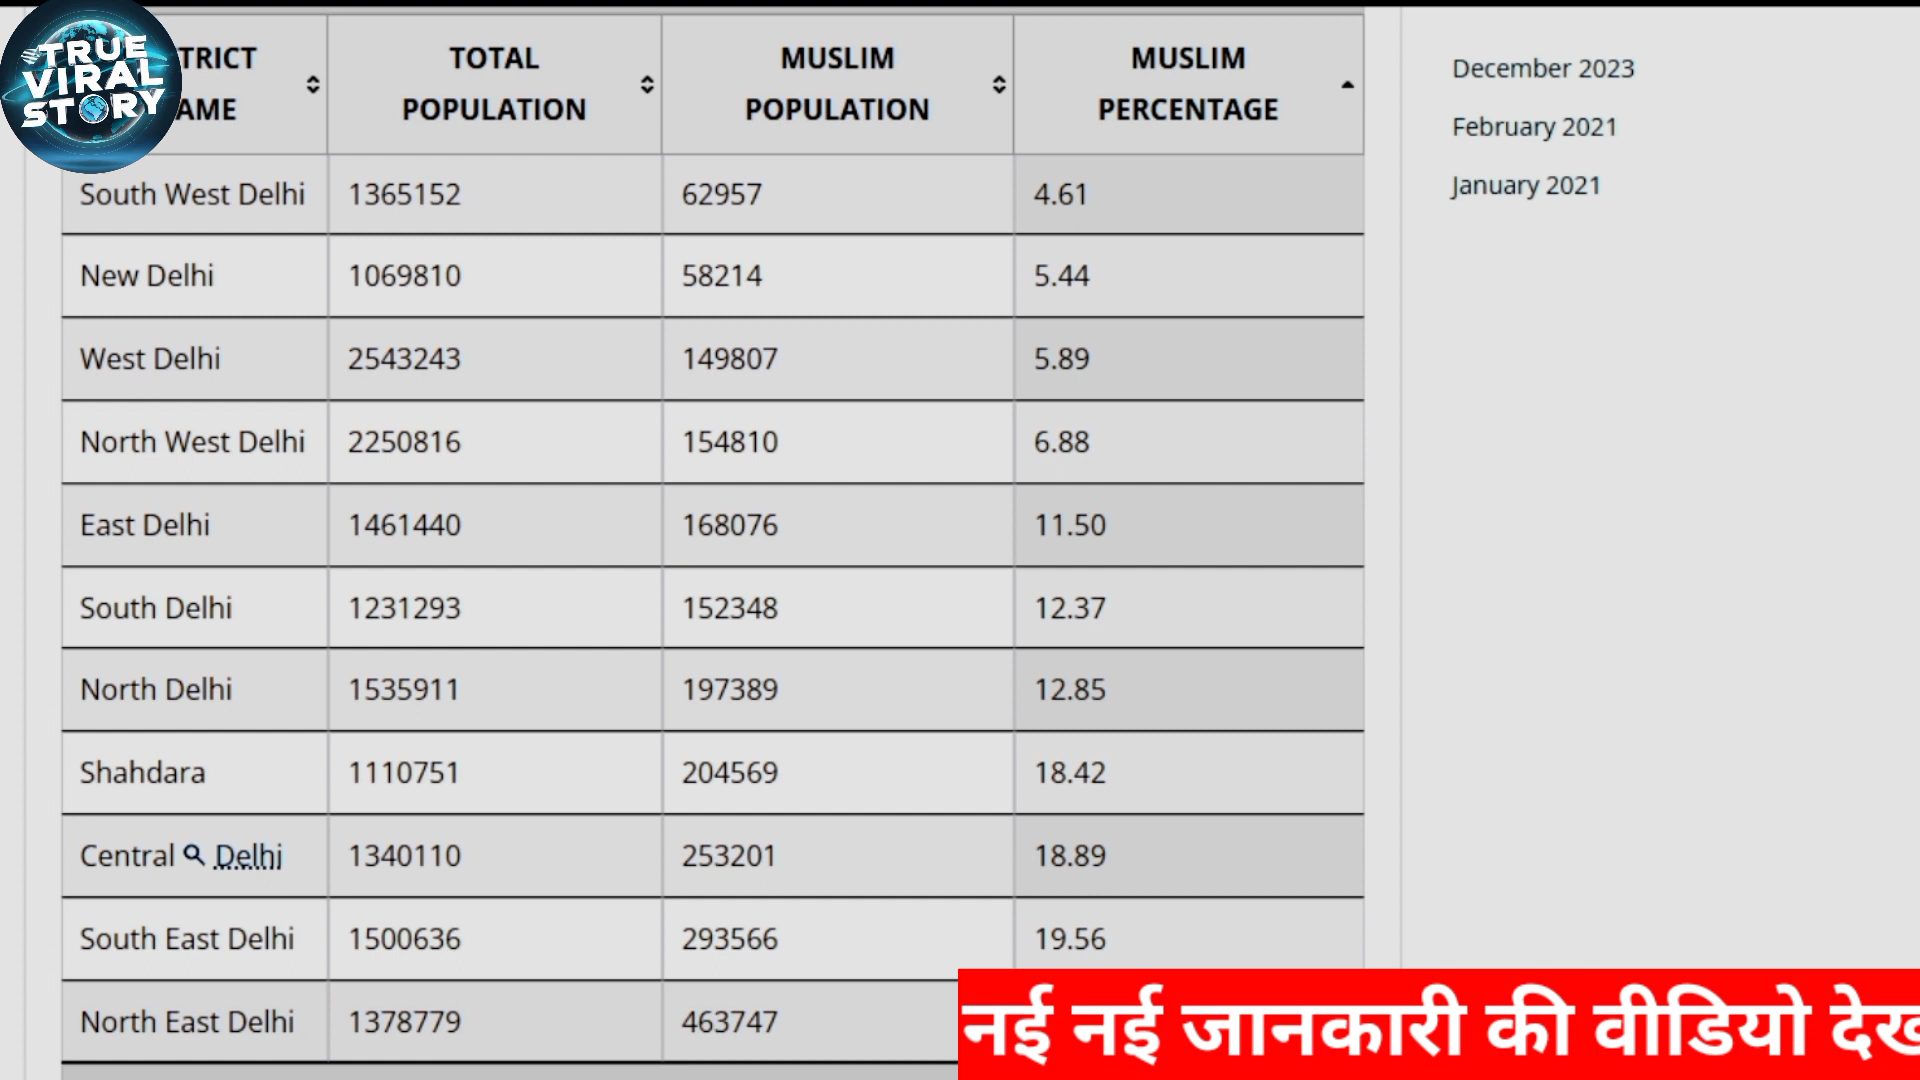 TRUE
VIRAL
STORY
TRICT
AME
TOTAL
POPULATION
MUSLIM
POPULATION
MUSLIM
PERCENTAGE
South West Delhi 1365152 62957 4.61
New Delhi 1069810 58214 5.44
West Delhi 2543243 149807 5.89
North West Delhi 2250816 154810 6.88
East Delhi 1461440 168076 11.50
South Delhi 1231293 152348 12.37
North Delhi 1535911 197389 12.85
Shahdara 1110751 204569 18.42
Central Delhi 1340110 253201 18.89
South East Delhi 1500636 293566 19.56
North East Delhi 1378779 463747
December 2023
February 2021
January 2021
नई नई जानकारी की वीडियो देख